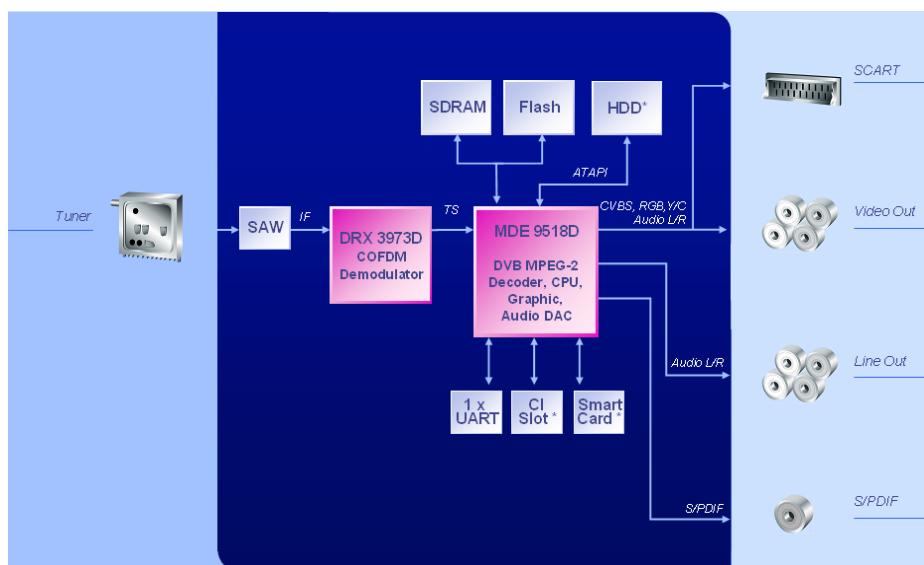 SCART
SDRAM
Flash
HDD*
ATAPI
CVBS, RGB,Y/C
Audio L/R
Tuner
SAW
IF
DRX 3973D
COFDM
Demodulator
TS
MDE 9518D
DVB MPEG-2
Decoder, CPU,
Graphic,
Audio DAC
Video Out
1 x
UART
CI
Slot *
Smart
Card *
Audio L/R
Line Out
S/PDIF
S/PDIF